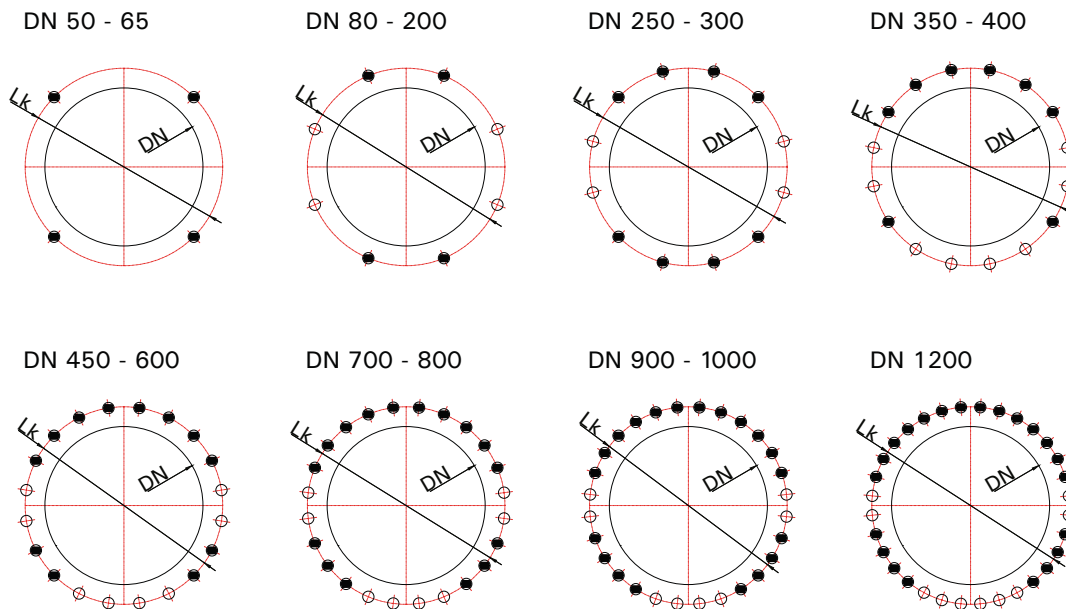 DN 50 - 65
DN 80 - 200
DN 250 - 300
DN 350 - 400
Lk
DN
Lk
DN
Lk
DN
Lk
DN
DN 450 - 600
DN 700 - 800
DN 900 - 1000
DN 1200
Lk
DN
Lk
DN
Lk
DN
Lk
DN